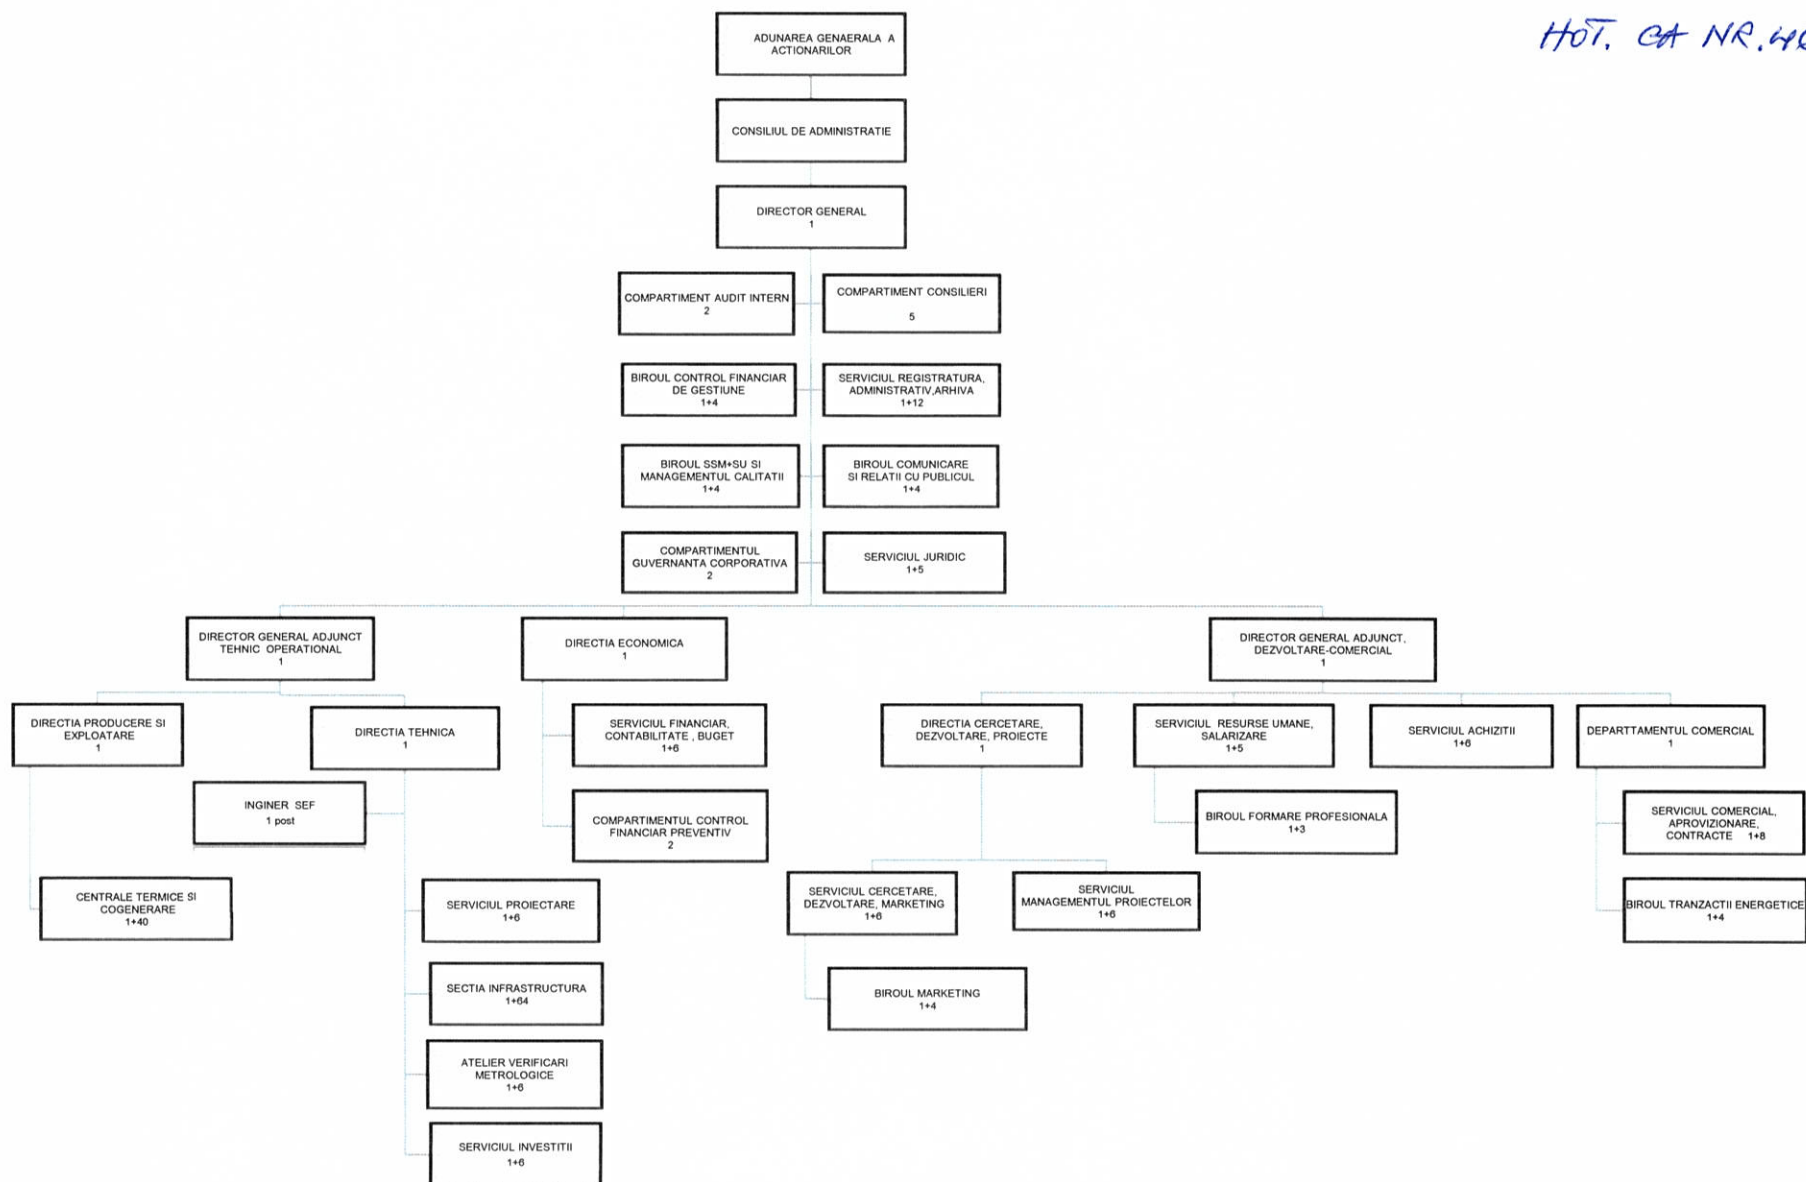 HOT. CA NR.
ADUNAREA GENAERALA A
ACTIONARILOR
CONSILIUL DE ADMINISTRATIE
DIRECTOR GENERAL
1
COMPARTIMENT AUDIT INTERN
2
COMPARTIMENT CONSILIERI
5
BIROUL CONTROL FINANCIAR
DE GESTIUNE
1+4
SERVICIUL REGISTRATURA,
ADMINISTRATIV,ARHIVA
1+12
BIROUL SSM+SU SI
MANAGEMENTUL CALITATII
1+4
BIROUL COMUNICARE
SI RELATII CU PUBLICUL
1+4
COMPARTIMENTUL
GUVERNANTA CORPORATIVA
2
SERVICIUL JURIDIC
1+5
DIRECTOR GENERAL ADJUNCT
TEHNIC OPERATIONAL
1
DIRECTIA ECONOMICA
1
DIRECTOR GENERAL ADJUNCT,
DEZVOLTARE-COMERCIAL
1
DIRECTIA PRODUCERE SI
EXPLOATARE
1
DIRECTIA TEHNICA
1
SERVICIUL FINANCIAR,
CONTABILITATE , BUGET
1+6
DIRECTIA CERCETARE,
DEZVOLTARE, PROIECTE
1
SERVICIUL RESURSE UMANE,
SALARIZARE
1+5
SERVICIUL ACHIZITII
1+6
DEPARTTAMENTUL COMERCIAL
1
INGINER SEF
1 post
COMPARTIMENTUL CONTROL
FINANCIAR PREVENTIV
2
BIROUL FORMARE PROFESIONALA
1+3
SERVICIUL COMERCIAL,
APROVIZIONARE,
CONTRACTE 1+8
CENTRALE TERMICE SI
COGENERARE
1+40
SERVICIUL PROIECTARE
1+6
SERVICIUL CERCETARE,
DEZVOLTARE, MARKETING
1+6
SERVICIUL
MANAGEMENTUL PROIECTELOR
1+6
BIROUL TRANZACTII ENERGETICE
1+4
SECTIA INFRASTRUCTURA
1+64
BIROUL MARKETING
1+4
ATELIER VERIFICARI
METROLOGICE
1+6
SERVICIUL INVESTITII
1+6